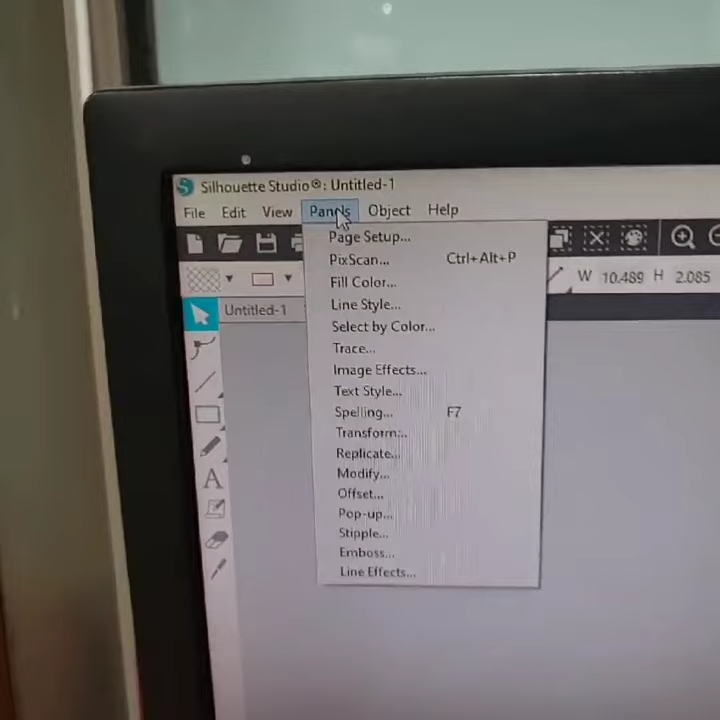 Silhouette Studio®: Untitled-1
File Edit View Panels Object Help
Page Setup...
PixScan... Ctrl+Alt+P
W 10.489 H 2.085
Fill Color...
Untitled-1
Line Style...
Select by Color...
Trace...
Image Effects...
Text Style...
Spelling... F7
Transform...
Replicate...
Modify...
A
Offset...
Pop-up...
Stipple...
Emboss...
Line Effects...